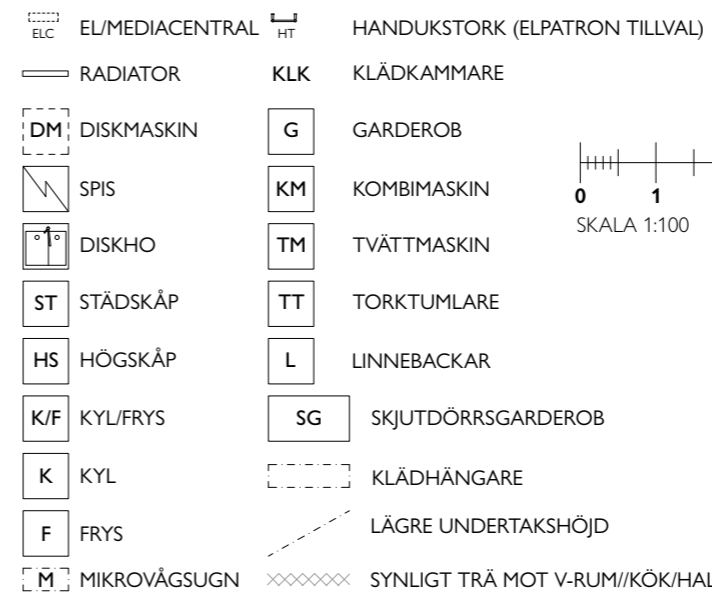 ELC EL/MEDIACENTRAL
RADIATOR
DM DISKMASKIN
SPIS
DISKHO
ST STÄDSKÅP
HS HÖGSKÅP
K/F KYL/FRYS
K KYL
F FRYS
M MIKROVÅGSUGN
HT HANDUKSTORK (ELPATRON TILLVAL)
KLK KLÄDKAMMARE
G GARDEROB
KM KOMBIMASKIN
TM TVÄTTMASKIN
TT TORKTUMLARE
L LINNEBACKAR
SG SKJUTDÖRRSGARDEROB
KLÄDHÄNGARE
LÄGRE UNDERTAKSHÖJD
SYNLIGT TRÄ MOT V-RUM//KÖK/HAL
0 1
SKALA 1:100